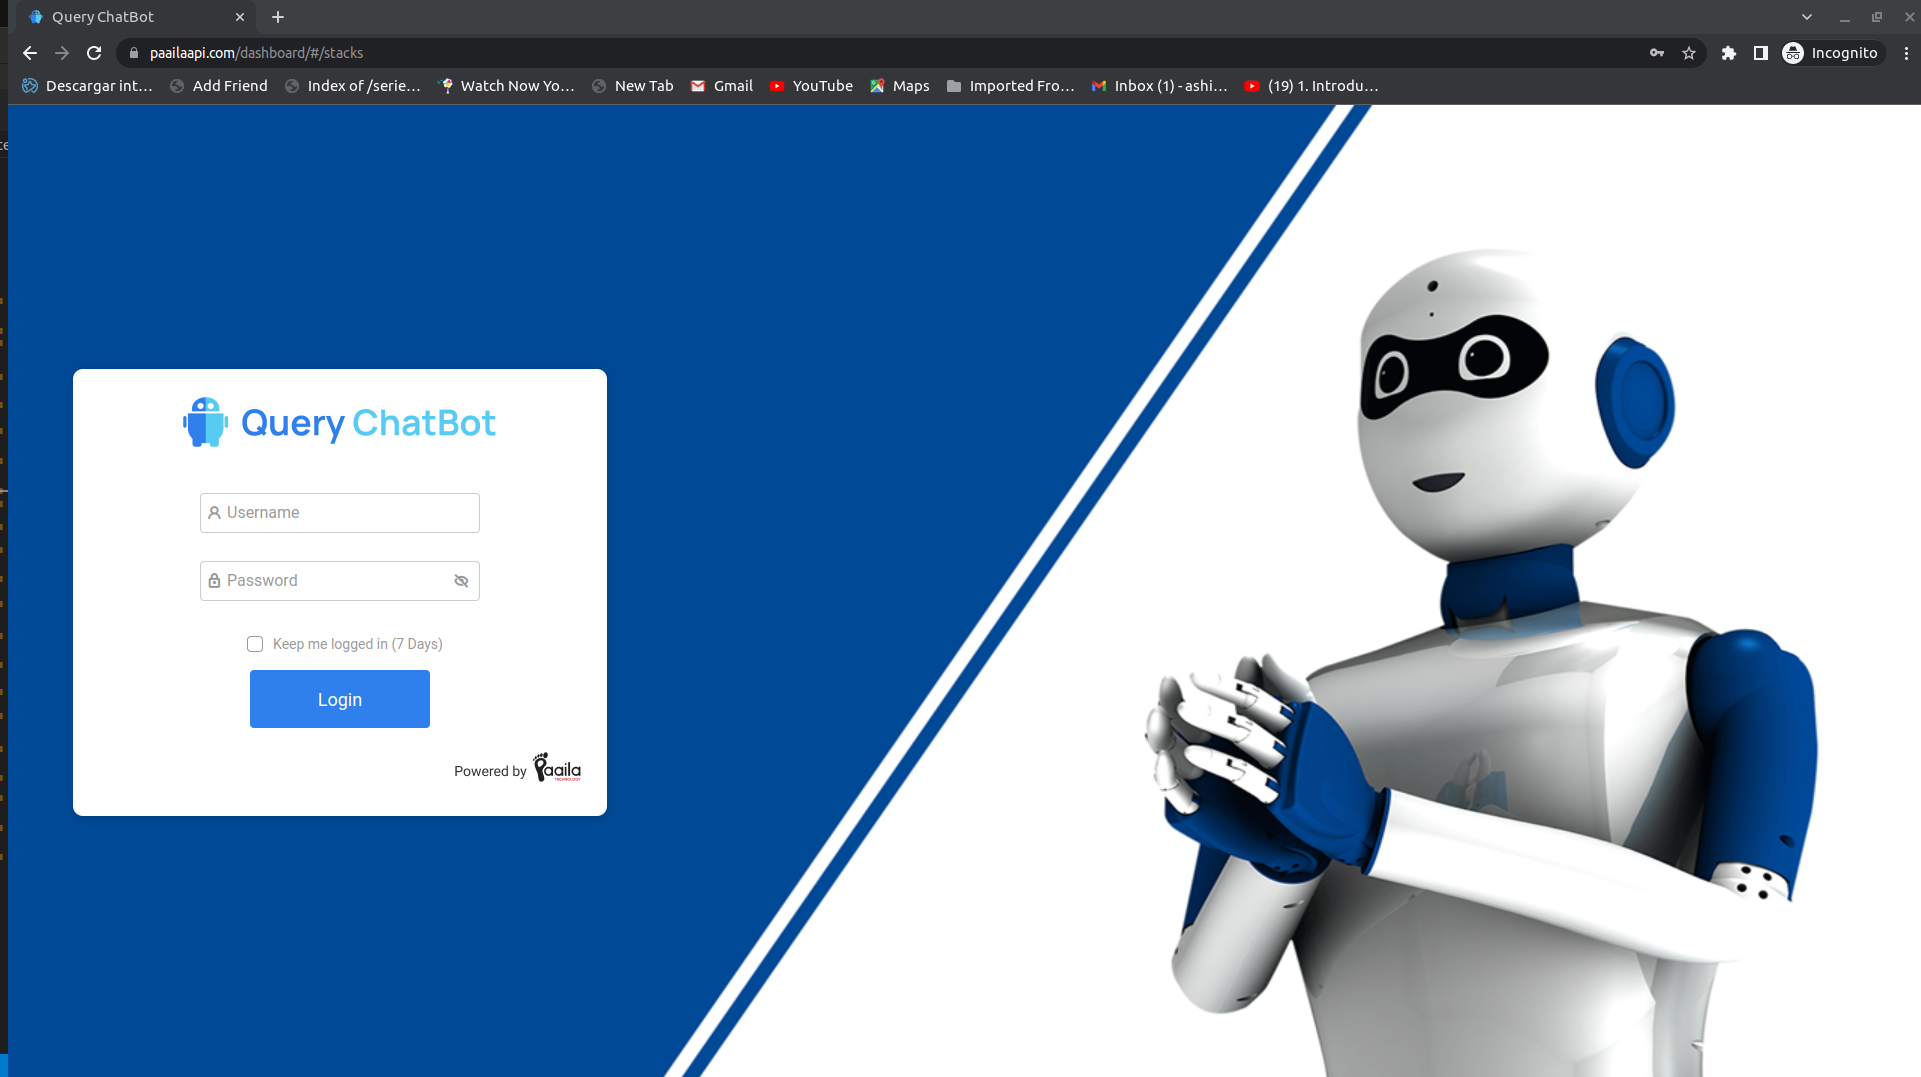 Query ChatBot
paailaapi.com/dashboard/#/stacks
Incognito
Descargar int... Add Friend Index of /serie... Watch Now Yo... New Tab Gmail YouTube Maps Imported Fro... Inbox (1) - ashi... (19) 1. Introdu...
Query ChatBot
Username
Password
Keep me logged in (7 Days)
Login
Powered by Paaila
TECHNOLOGY